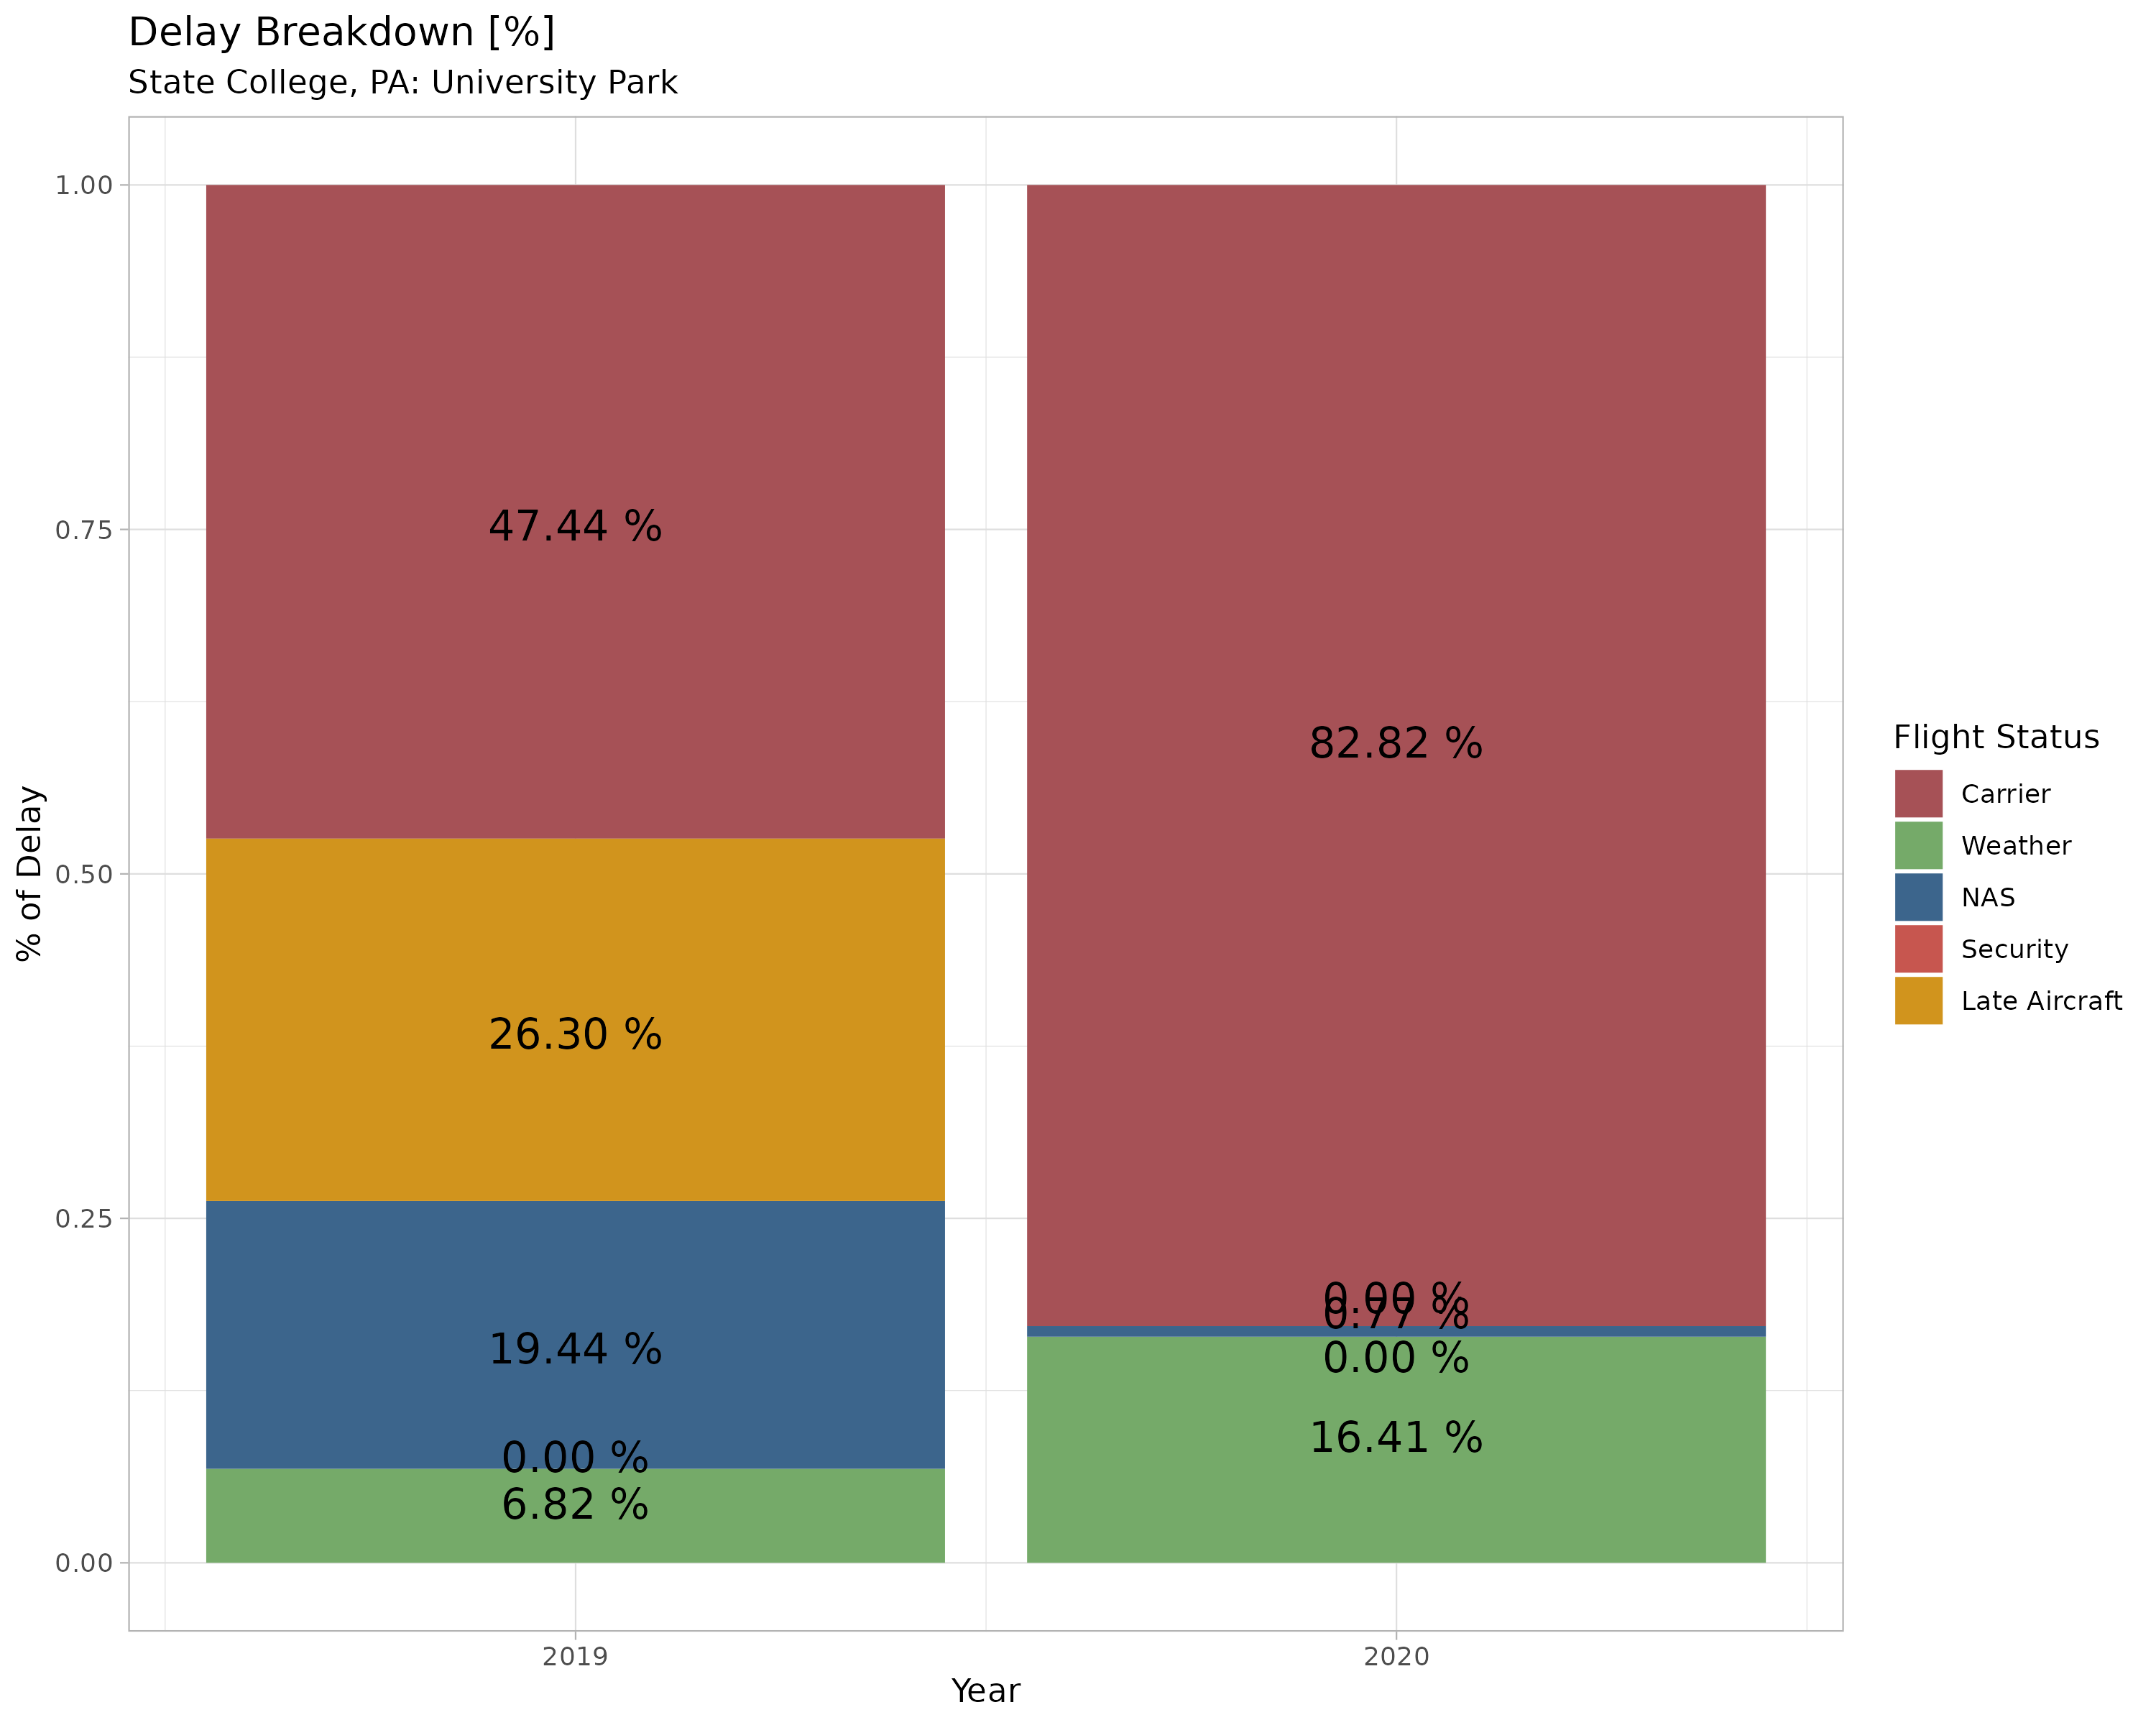 Delay Breakdown [%]
State College, PA: University Park
% of Delay
1.00
0.75
0.50
0.25
0.00
47.44 %
26.30 %
19.44 %
0.00 %
6.82 %
82.82 %
0.00 %
0.77 %
0.00 %
16.41 %
2019
2020
Year
Flight Status
Carrier
Weather
NAS
Security
Late Aircraft